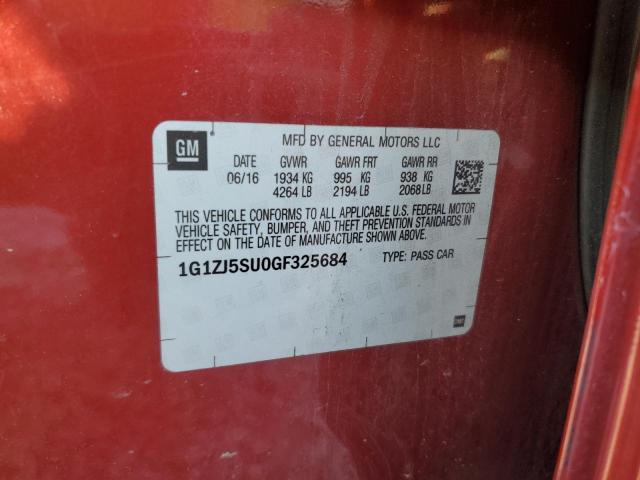 GM
MFD BY GENERAL MOTORS LLC
DATE GVWR GAWR FRT GAWR RR
06/16 1934 KG 995 KG 938 KG
4264 LB 2194 LB 2068 LB
THIS VEHICLE CONFORMS TO ALL APPLICABLE U.S. FEDERAL MOTOR
VEHICLE SAFETY, BUMPER, AND THEFT PREVENTION STANDARDS IN
EFFECT ON THE DATE OF MANUFACTURE SHOWN ABOVE.
1G1ZJ5SU0GF325684 TYPE: PASS CAR